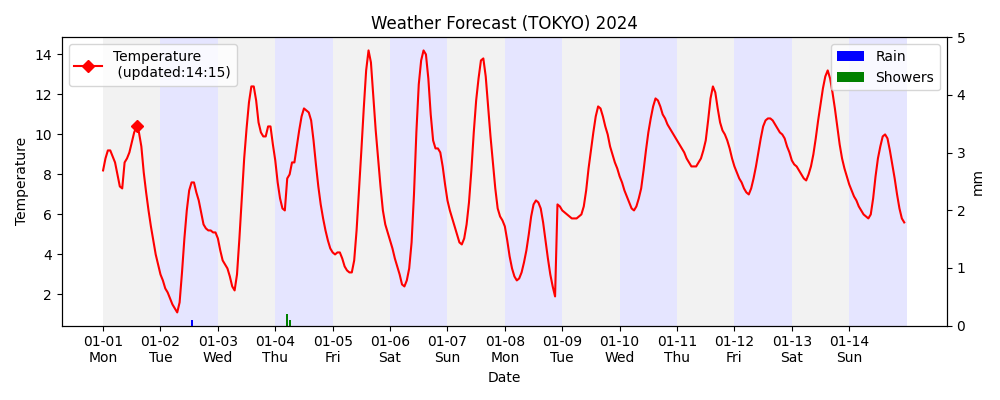 Weather Forecast (TOKYO) 2024
Temperature
(updated:14:15)
Rain
Showers
Temperature
14
12
10
8
6
4
2
5
4
3
2
1
0
mm
01-01 01-02 01-03 01-04 01-05 01-06 01-07 01-08 01-09 01-10 01-11 01-12 01-13 01-14
Mon Tue Wed Thu Fri Sat Sun Mon Tue Wed Thu Fri Sat Sun
Date